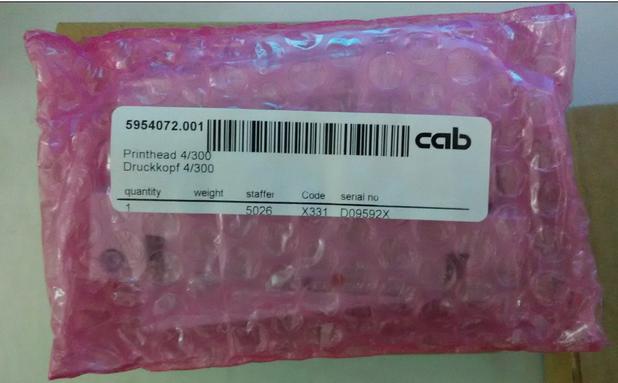 5954072.001 cab
Printhead 4/300
Druckkopf 4/300
quantity weight staffer Code serial no
1 5026 X331 D09592X